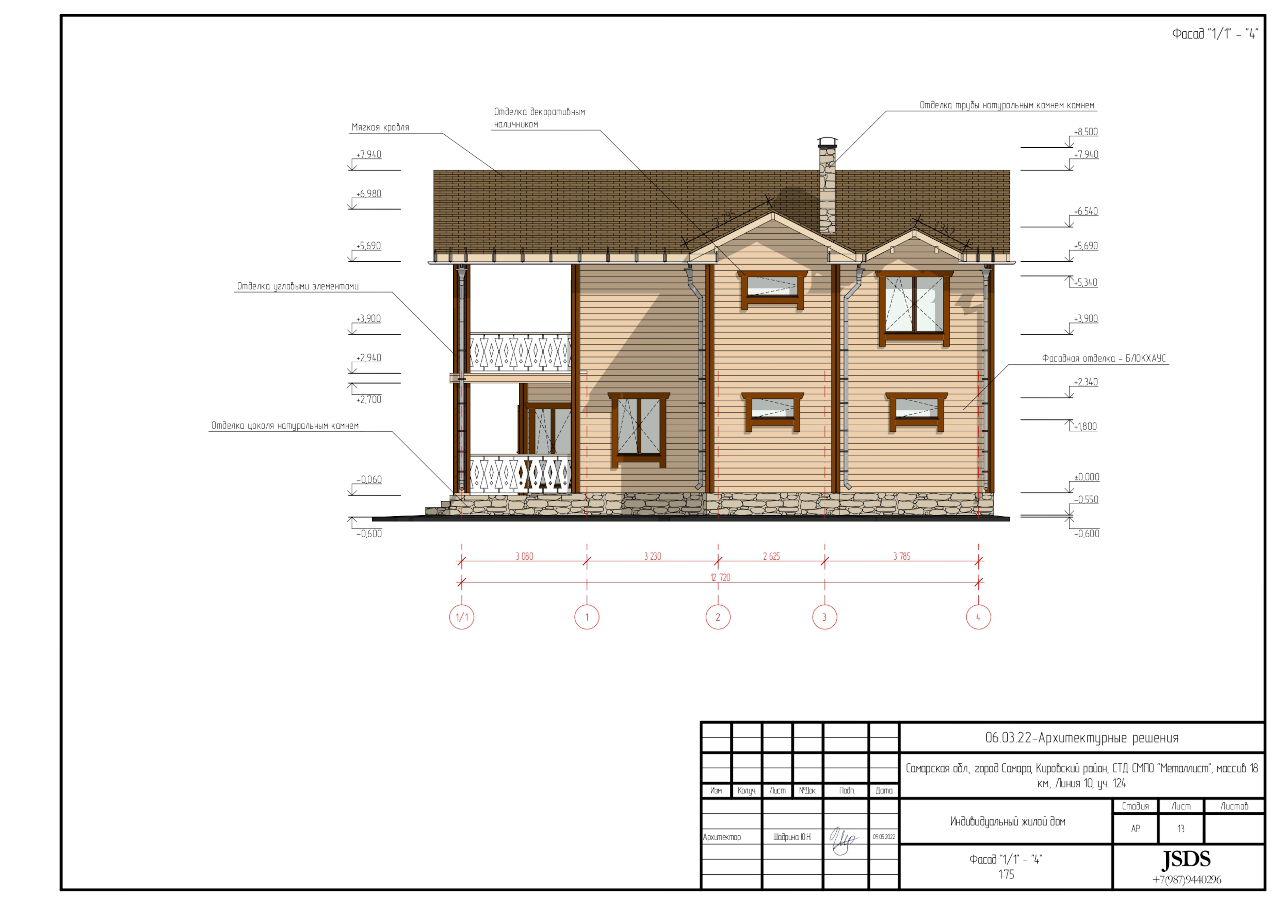 Фасад "1/1" - "4"
Отделка трубы натуральным камнем камнем
Отделка декоративным
наличником
Мягкая кровля
+8,500
+7,940
+7,940
+6,980
+6,540
+5,690
+5,690
+5,340
Отделка угловыми элементами
+3,900
+3,900
+2,940
Фасадная отделка - БЛОКХАУС
+2,340
+2,700
+1,800
Отделка цоколя натуральным камнем
-0,060
±0,000
-0,550
-0,600
-0,600
3 080
3 230
2 625
3 785
12 720
1/1
1
2
3
4
06.03.22-Архитектурные решения
Самарская обл., город Самара, Кировский район, СТД СМПО "Металлист", массив 18
км., Линия 10, уч. 124
Изм
Кол.уч.
Лист
№Док
Подп.
Дата
Индивидуальный жилой дом
Стадия
Лист
Листов
АР
13
Архитектор
Шадрина Ю.Н
09.05.2022
Фасад "1/1" - "4"
1:75
JSDS
+7(987)9440296